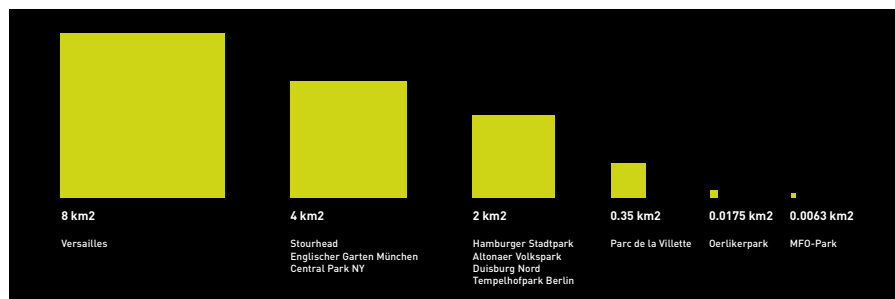 8 km2
Versailles
4 km2
Stourhead
Englischer Garten München
Central Park NY
2 km2
Hamburger Stadtpark
Altonaer Volkspark
Duisburg Nord
Tempelhofpark Berlin
0.35 km2
Parc de la Villette
0.0175 km2
Oerlikerpark
0.0063 km2
MFO-Park